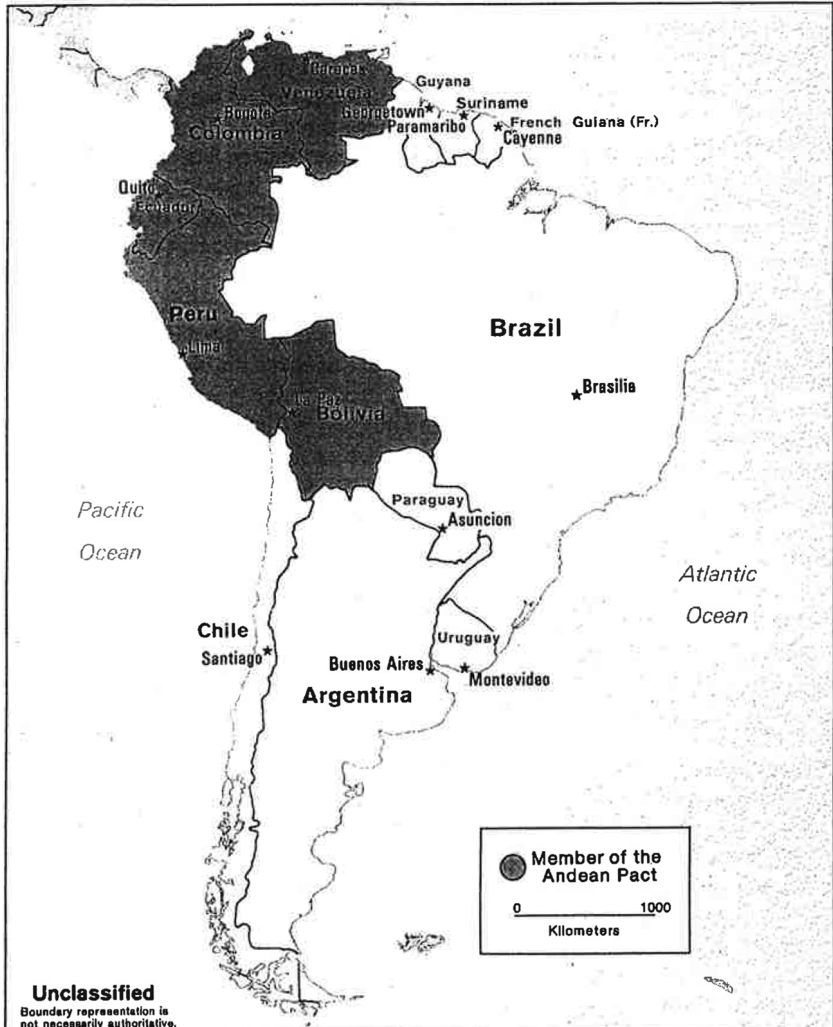 Caracas
Venezuela
Guyana
Georgetown
Suriname
Paramaribo
French Guiana (Fr.)
Cayenne
Bogota
Colombia
Quito
Ecuador
Peru
Lima
Brazil
Brasilia
La Paz
Bolivia
Paraguay
Asuncion
Pacific
Ocean
Atlantic
Ocean
Chile
Santiago
Uruguay
Buenos Aires
Montevideo
Argentina
Member of the
Andean Pact
0 1000
Kilometers
Unclassified
Boundary representation is
not necessarily authoritative.